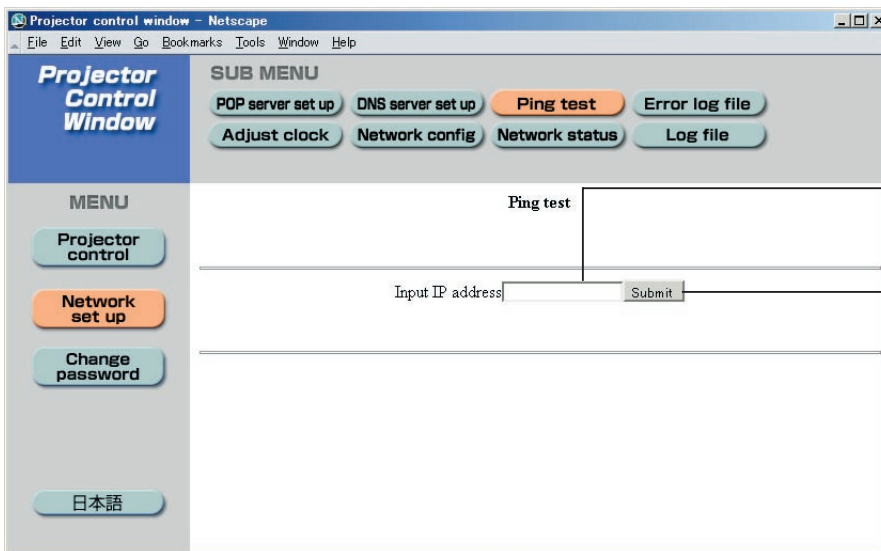 Projector control window - Netscape
File Edit View Go Bookmarks Tools Window Help
Projector
Control
Window
SUB MENU
POP server set up DNS server set up Ping test Error log file
Adjust clock Network config Network status Log file
MENU
Projector
control
Network
set up
Change
password
日本語
Ping test
Input IP address Submit